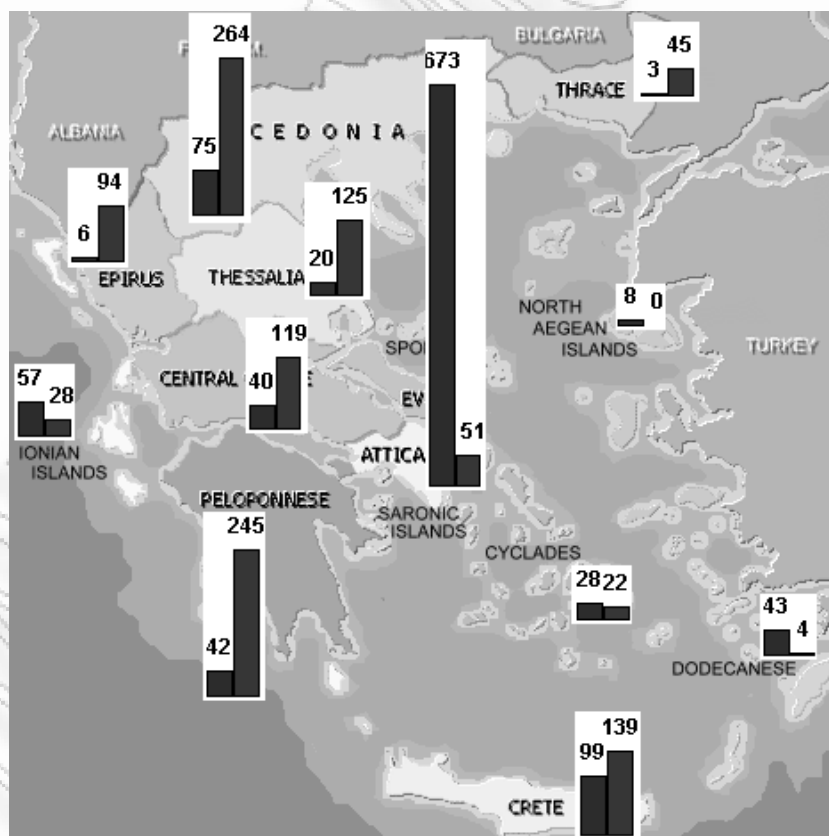 BULGARIA
264
673
45
3
THRACE
ALBANIA
75
C E D O N I A
94
6
125
20
EPIRUS
THESSALIA
8 0
NORTH
AEGEAN
ISLANDS
TURKEY
119
40
CENTRAL
57
28
IONIAN
ISLANDS
ATTICA
51
PELOPONNESE
SARONIC
ISLANDS
CYCLADES
245
42
28 22
43
4
DODECANESE
139
99
CRETE